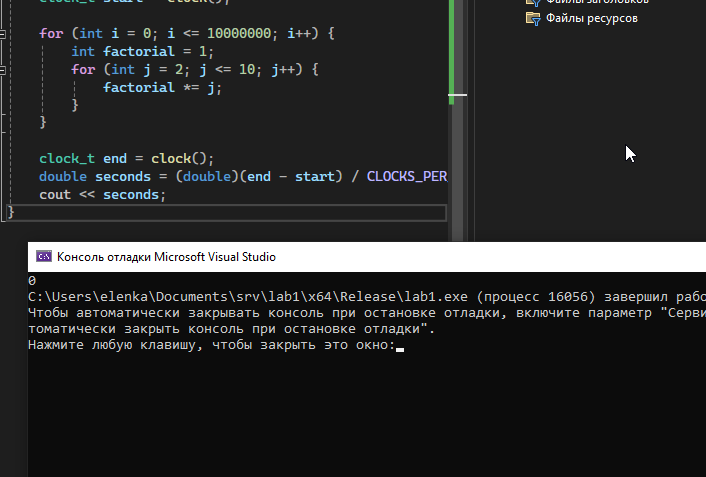 clock_t start = clock();
Файлы заголовков
Файлы ресурсов
for (int i = 0; i <= 10000000; i++) {
int factorial = 1;
for (int j = 2; j <= 10; j++) {
factorial *= j;
}
}
clock_t end = clock();
double seconds = (double)(end - start) / CLOCKS_PER
cout << seconds;
}
Консоль отладки Microsoft Visual Studio
0
C:\Users\elenka\Documents\srv\lab1\x64\Release\lab1.exe (процесс 16056) завершил рабо
Чтобы автоматически закрывать консоль при остановке отладки, включите параметр "Серви
томатически закрыть консоль при остановке отладки".
Нажмите любую клавишу, чтобы закрыть это окно: